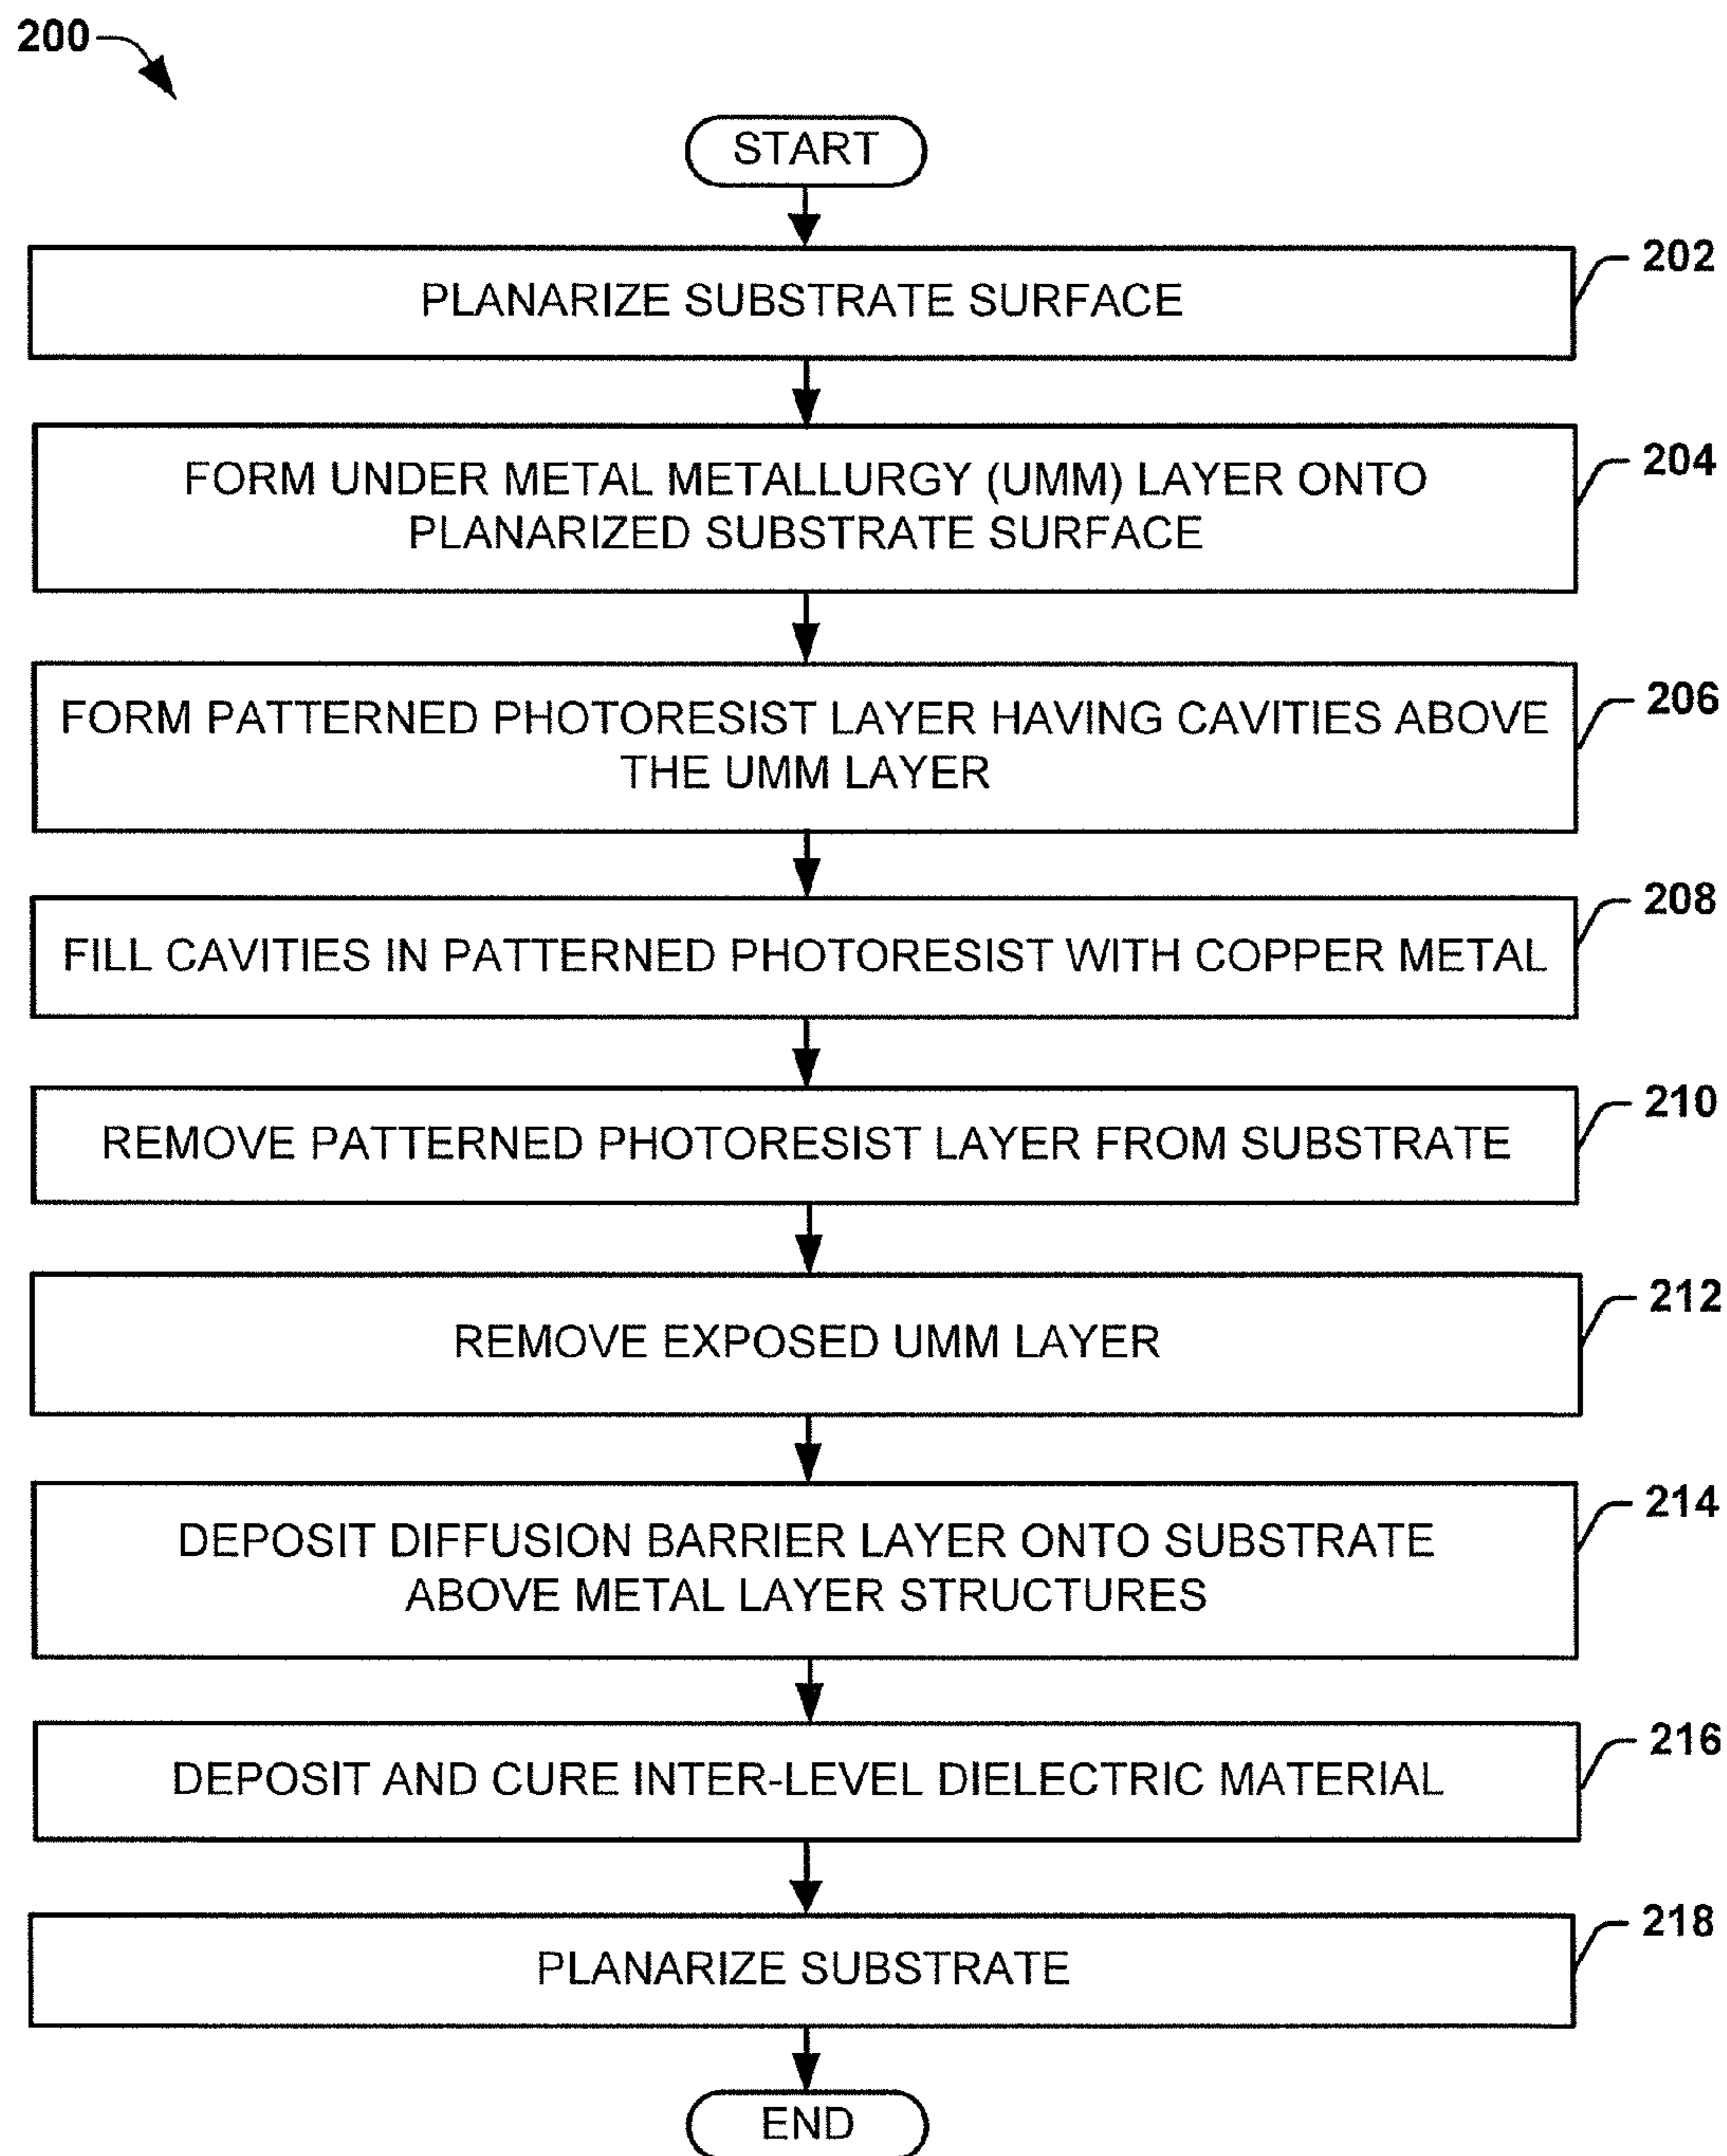 200
START
202
PLANARIZE SUBSTRATE SURFACE
204
FORM UNDER METAL METALLURGY (UMM) LAYER ONTO
PLANARIZED SUBSTRATE SURFACE
206
FORM PATTERNED PHOTORESIST LAYER HAVING CAVITIES ABOVE
THE UMM LAYER
208
FILL CAVITIES IN PATTERNED PHOTORESIST WITH COPPER METAL
210
REMOVE PATTERNED PHOTORESIST LAYER FROM SUBSTRATE
212
REMOVE EXPOSED UMM LAYER
214
DEPOSIT DIFFUSION BARRIER LAYER ONTO SUBSTRATE
ABOVE METAL LAYER STRUCTURES
216
DEPOSIT AND CURE INTER-LEVEL DIELECTRIC MATERIAL
218
PLANARIZE SUBSTRATE
END